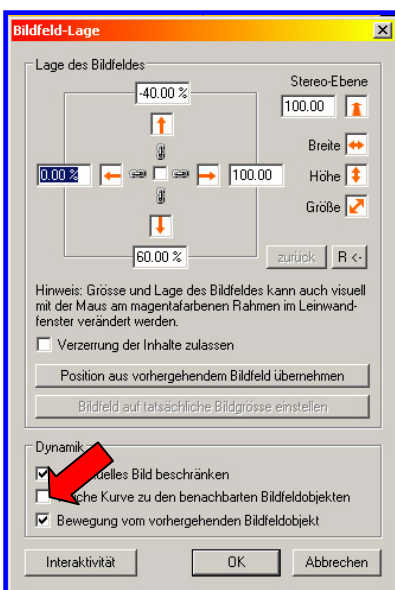 Bildfeld-Lage
Lage des Bildfeldes
-40.00 %
Stereo-Ebene
100.00
Breite
0.00 %
100.00
Höhe
Größe
60.00 %
zurück
R <-
Hinweis: Grösse und Lage des Bildfeldes kann auch visuell
mit der Maus am magentafarbenen Rahmen im Leinwand-
fenster verändert werden.
Verzerrung der Inhalte zulassen
Position aus vorhergehendem Bildfeld übernehmen
Bildfeld auf tatsächliche Bildgrösse einstellen
Dynamik
Bild beschränken
Kurve zu den benachbarten Bildfeldobjekten
Bewegung vom vorhergehenden Bildfeldobjekt
Interaktivität
OK
Abbrechen